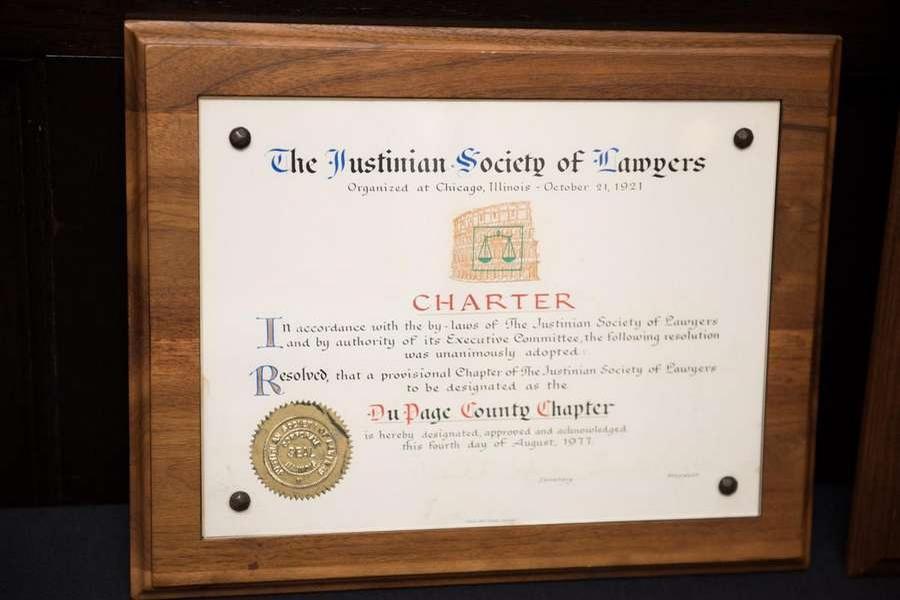 The Justinian Society of Lawyers
Organized at Chicago, Illinois - October 21, 1921
CHARTER
In accordance with the by-laws of The Justinian Society of Lawyers
and by authority of its Executive Committee, the following resolution
was unanimously adopted:
Resolved, that a provisional Chapter of The Justinian Society of Lawyers
to be designated as the
Du Page County Chapter
is hereby designated, approved and acknowledged
this fourth day of August, 1977
SEAL
Secretary
President